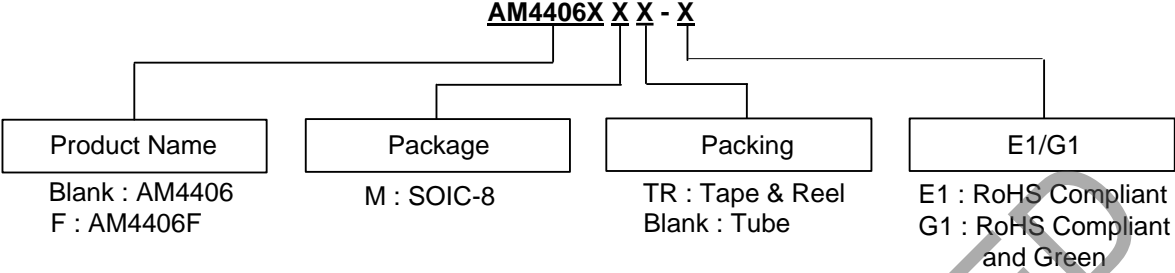 AM4406X X X - X
Product Name
Package
Packing
E1/G1
Blank : AM4406
F : AM4406F
M : SOIC-8
TR : Tape & Reel
Blank : Tube
E1 : RoHS Compliant
G1 : RoHS Compliant
and Green